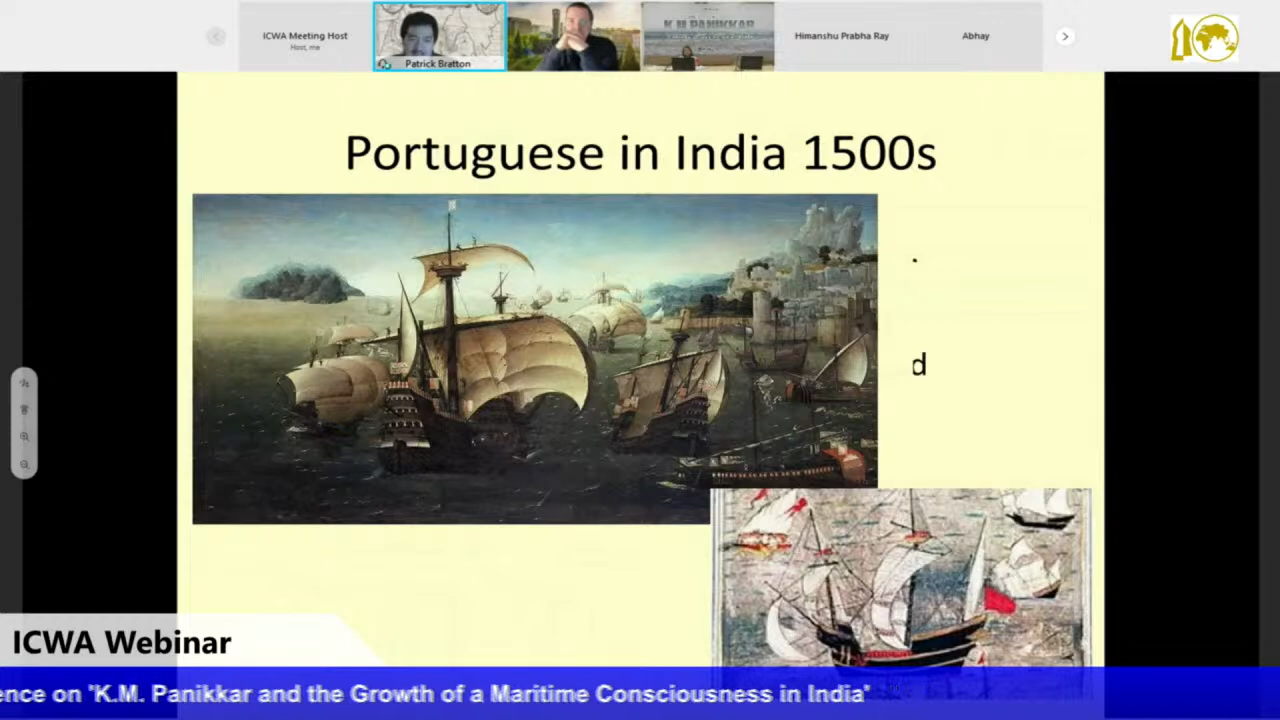 ICWA Meeting Host
Host, me
Patrick Bratton
K M PANIKKAR
Himanshu Prabha Ray
Abhay
Portuguese in India 1500s
.
d
ICWA Webinar
ence on 'K.M. Panikkar and the Growth of a Maritime Consciousness in India'